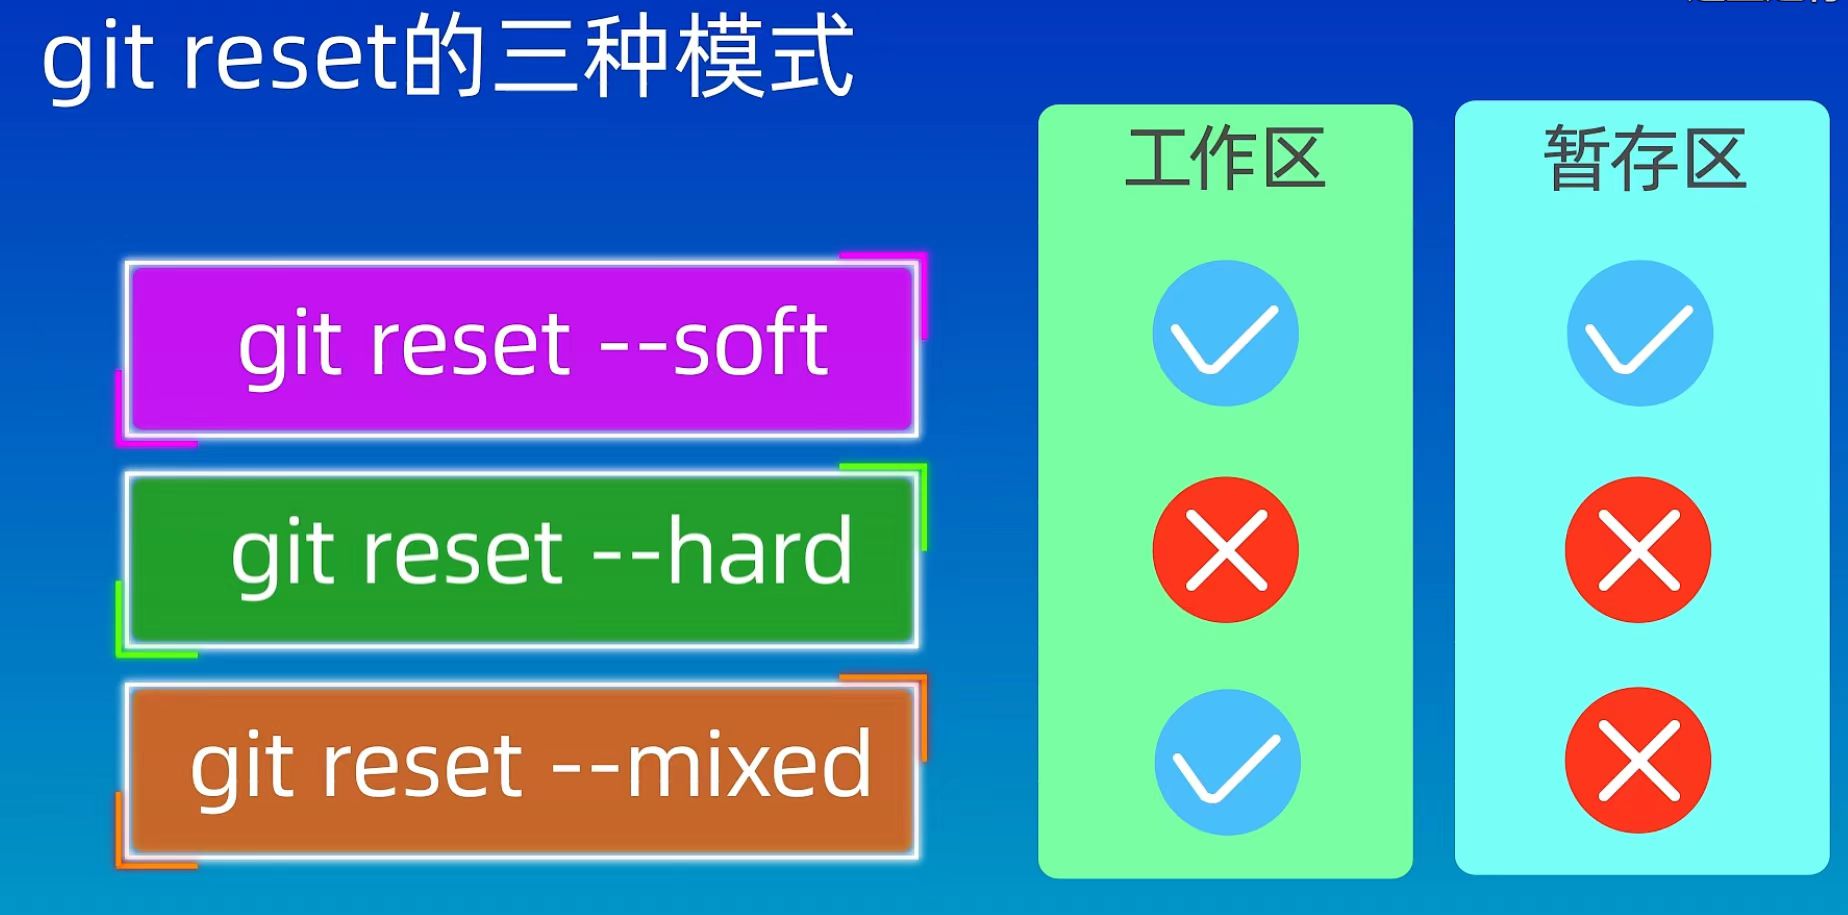 git reset的三种模式
工作区
暂存区
git reset --soft
git reset --hard
git reset --mixed